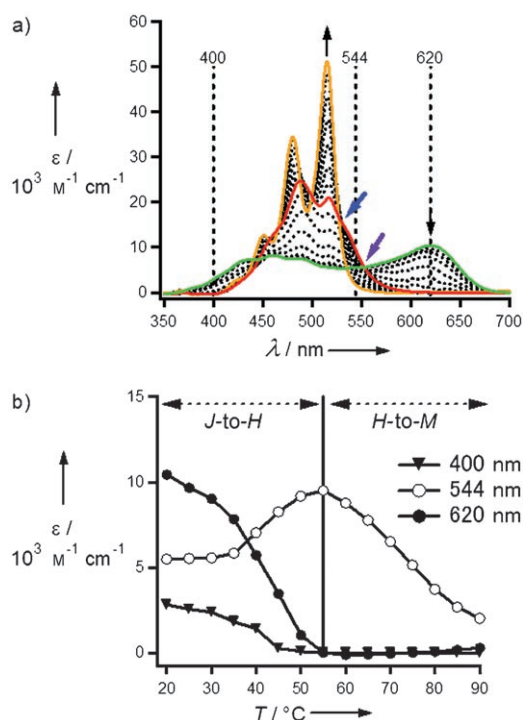 a)
60
50
40
30
20
10
0
ε /
10³ M⁻¹ cm⁻¹
400
544
620
350 400 450 500 550 600 650 700
λ / nm
b)
15
10
5
0
ε /
10³ M⁻¹ cm⁻¹
J-to-H
H-to-M
400 nm
544 nm
620 nm
20 30 40 50 60 70 80 90
T / °C